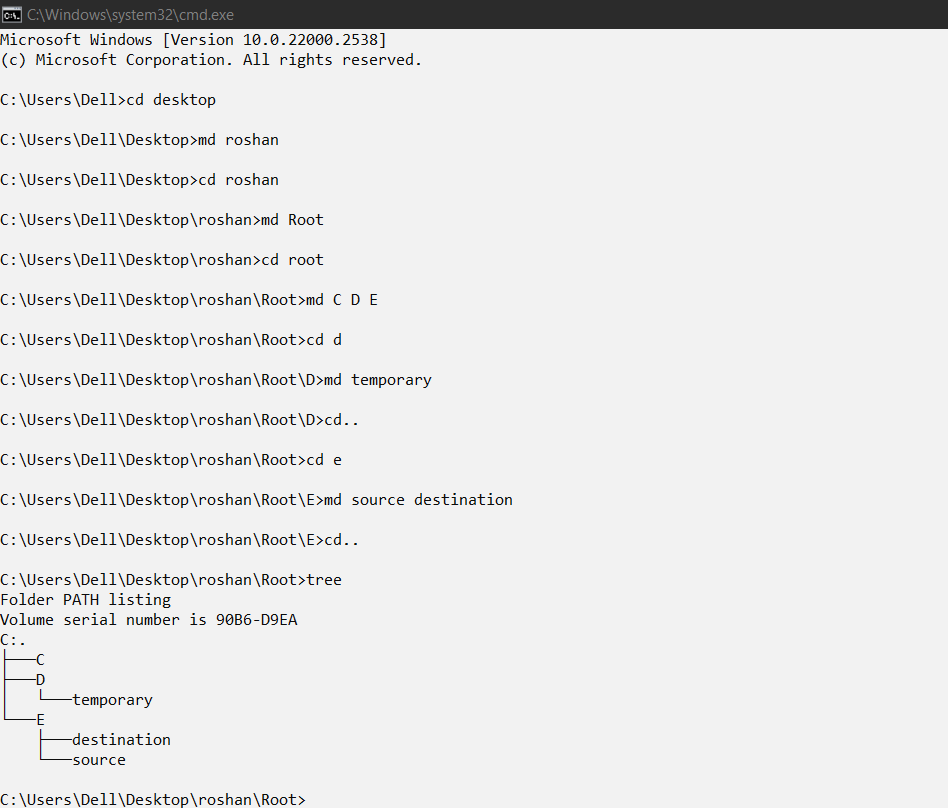 C:\Windows\system32\cmd.exe
Microsoft Windows [Version 10.0.22000.2538]
(c) Microsoft Corporation. All rights reserved.
C:\Users\Dell>cd desktop
C:\Users\Dell\Desktop>md roshan
C:\Users\Dell\Desktop>cd roshan
C:\Users\Dell\Desktop\roshan>md Root
C:\Users\Dell\Desktop\roshan>cd root
C:\Users\Dell\Desktop\roshan\Root>md C D E
C:\Users\Dell\Desktop\roshan\Root>cd d
C:\Users\Dell\Desktop\roshan\Root\D>md temporary
C:\Users\Dell\Desktop\roshan\Root\D>cd..
C:\Users\Dell\Desktop\roshan\Root>cd e
C:\Users\Dell\Desktop\roshan\Root\E>md source destination
C:\Users\Dell\Desktop\roshan\Root\E>cd..
C:\Users\Dell\Desktop\roshan\Root>tree
Folder PATH listing
Volume serial number is 90B6-D9EA
C:.
├───C
├───D
│   └───temporary
└───E
    ├───destination
    └───source
C:\Users\Dell\Desktop\roshan\Root>